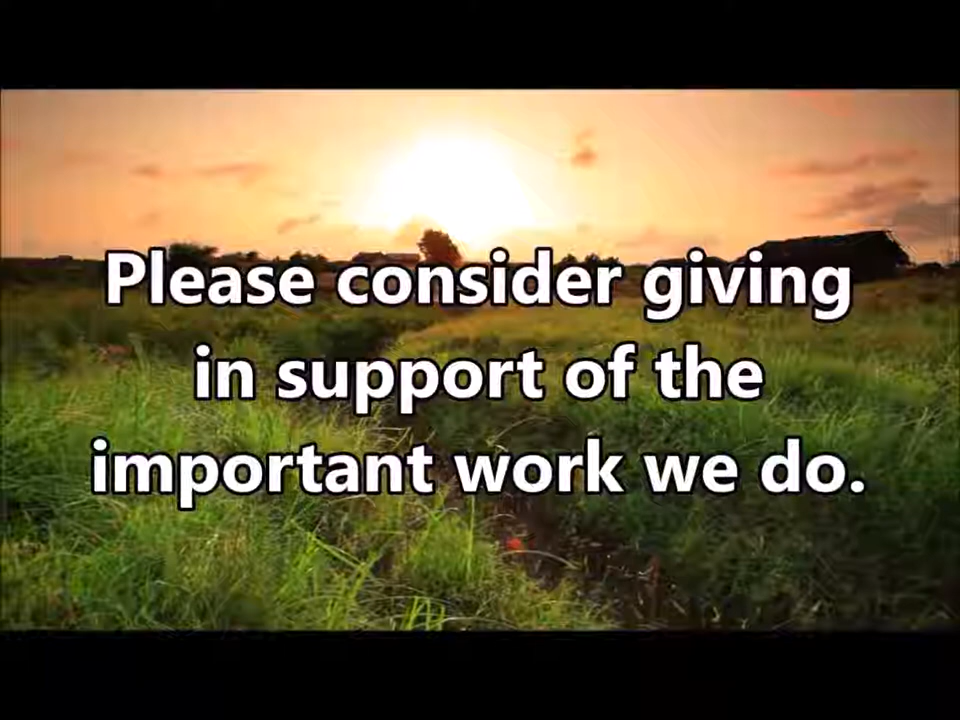 Please consider giving
in support of the
important work we do.